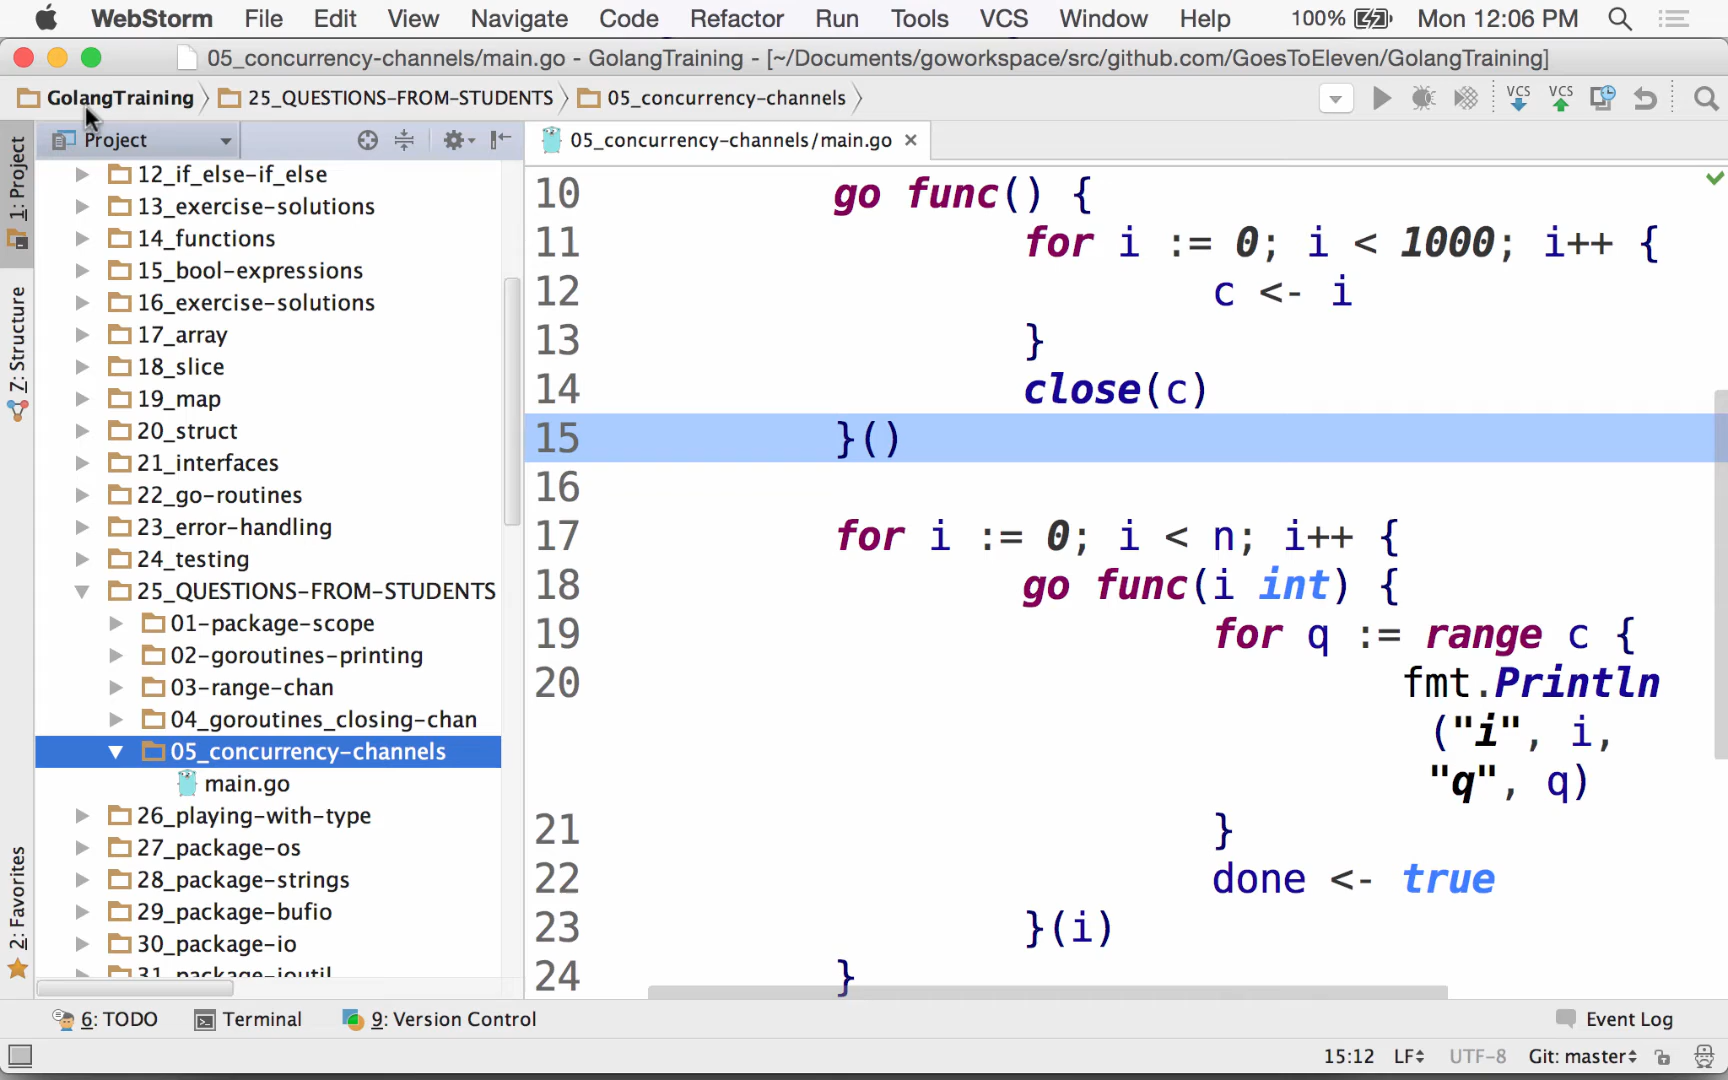 WebStorm File Edit View Navigate Code Refactor Run Tools VCS Window Help 100% Mon 12:06 PM
05_concurrency-channels/main.go - GolangTraining - [~/Documents/goworkspace/src/github.com/GoesToEleven/GolangTraining]
GolangTraining 25_QUESTIONS-FROM-STUDENTS 05_concurrency-channels VCS VCS
1: Project
Z: Structure
2: Favorites
Project
12_if_else-if_else
13_exercise-solutions
14_functions
15_bool-expressions
16_exercise-solutions
17_array
18_slice
19_map
20_struct
21_interfaces
22_go-routines
23_error-handling
24_testing
25_QUESTIONS-FROM-STUDENTS
01-package-scope
02-goroutines-printing
03-range-chan
04_goroutines_closing-chan
05_concurrency-channels
main.go
26_playing-with-type
27_package-os
28_package-strings
29_package-bufio
30_package-io
31_package-ioutil
05_concurrency-channels/main.go
10 go func() {
11 for i := 0; i < 1000; i++ {
12 c <- i
13 }
14 close(c)
15 }()
16
17 for i := 0; i < n; i++ {
18 go func(i int) {
19 for q := range c {
20 fmt.Println
("i", i,
"q", q)
21 }
22 done <- true
23 }(i)
24 }
6: TODO Terminal 9: Version Control Event Log
15:12 LF UTF-8 Git: master